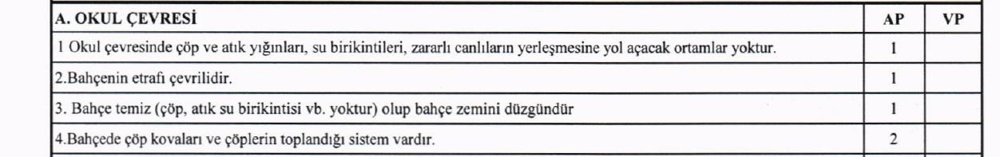 A. OKUL ÇEVRESİ AP VP
1 Okul çevresinde çöp ve atık yığınları, su birikintileri, zararlı canlıların yerleşmesine yol açacak ortamlar yoktur. 1
2.Bahçenin etrafı çevrilidir. 1
3. Bahçe temiz (çöp, atık su birikintisi vb. yoktur) olup bahçe zemini düzgündür 1
4.Bahçede çöp kovaları ve çöplerin toplandığı sistem vardır. 2